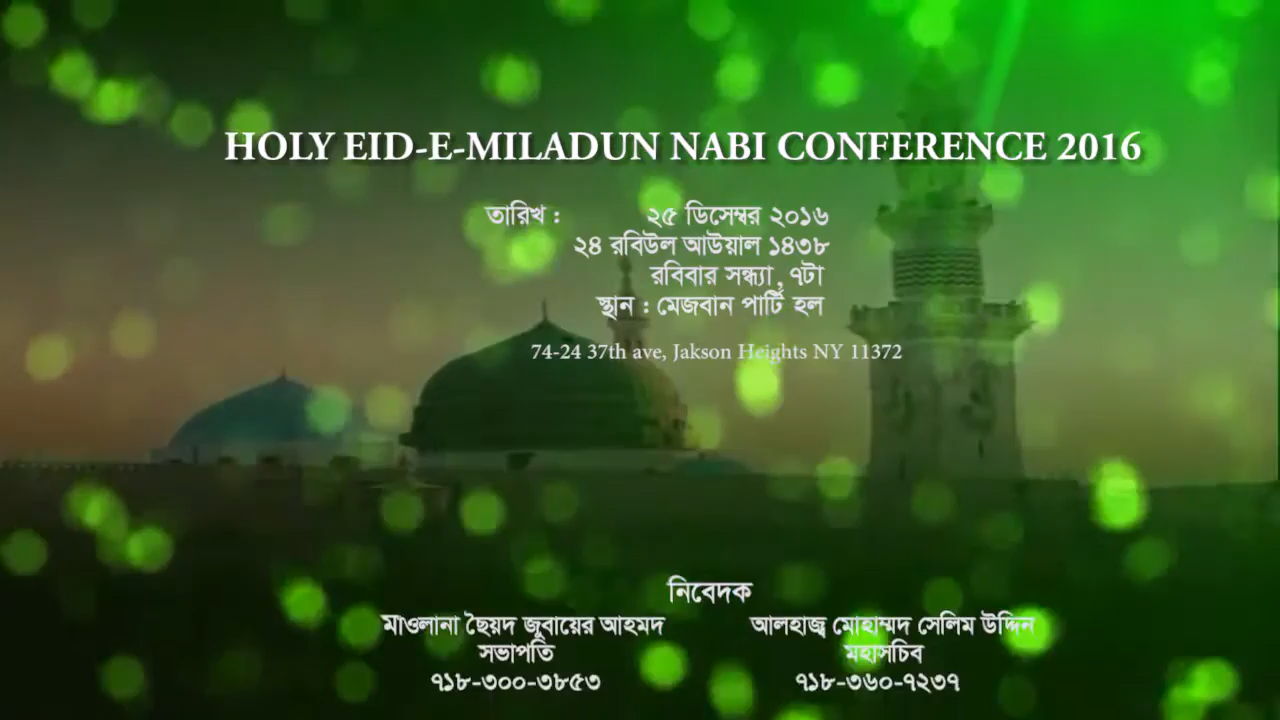 HOLY EID-E-MILADUN NABI CONFERENCE 2016
তারিখ : ২৫ ডিসেম্বর ২০১৬
২৪ রবিউল আউয়াল ১৪৩৮
রবিবার সন্ধ্যা, ৭টা
স্থান : মেজবান পার্টি হল
74-24 37th ave, Jakson Heights NY 11372
নিবেদক
মাওলানা ছৈয়দ জুবায়ের আহমদ আলহাজ্ব মোহাম্মদ সেলিম উদ্দিন
সভাপতি মহাসচিব
৭১৮-৩০০-৩৮৫৩ ৭১৮-৩৬০-৭২৩৭